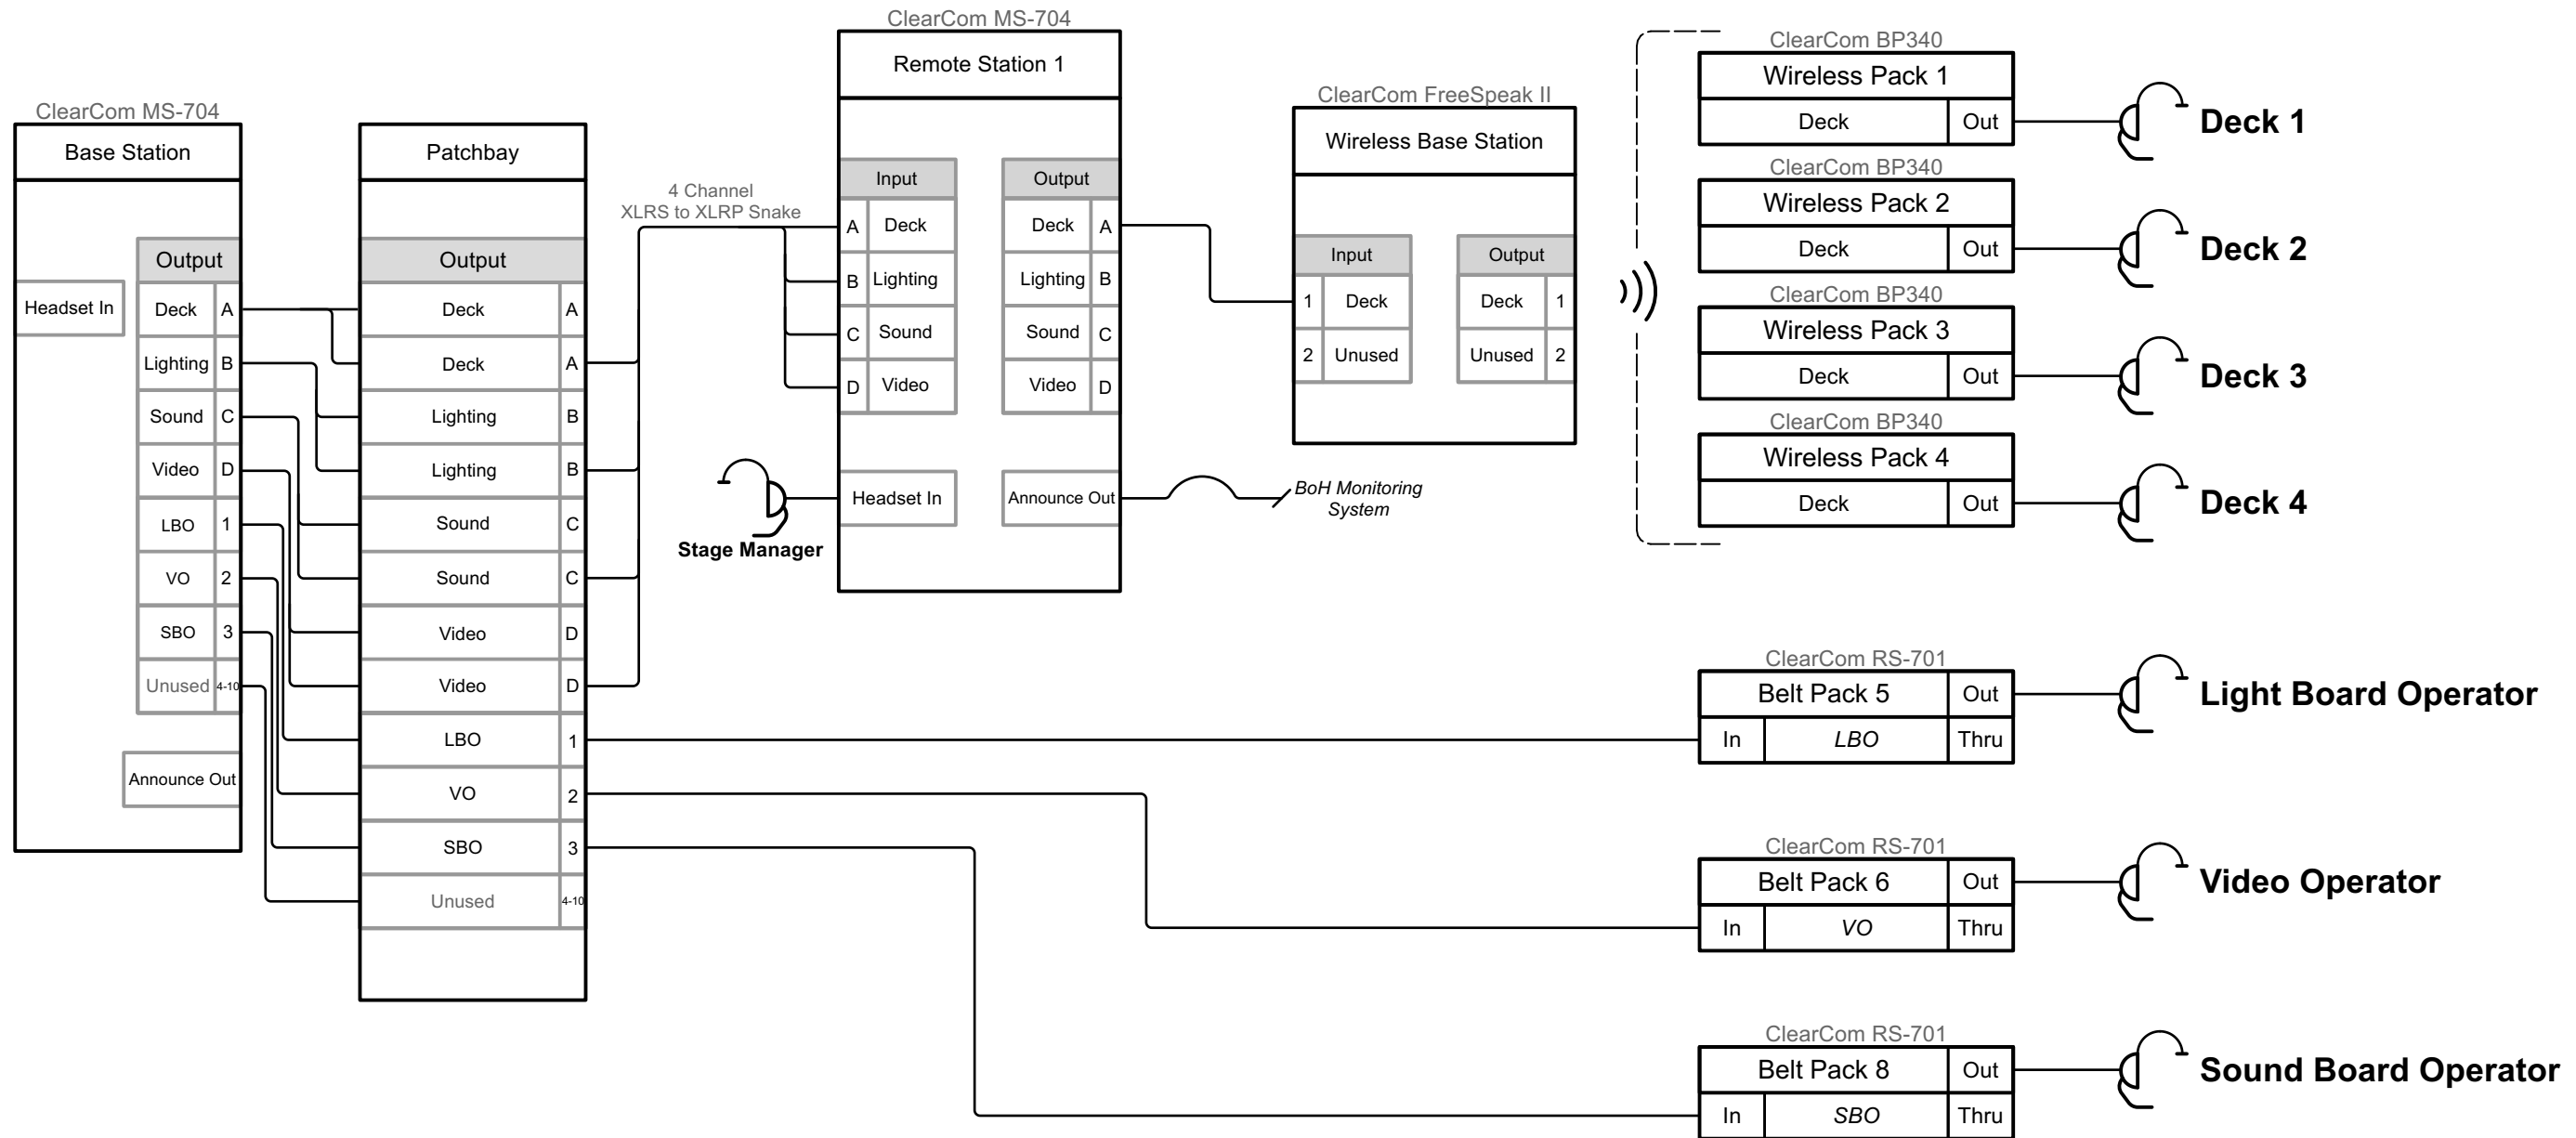 ClearCom MS-704
Base Station
Output
Headset In
Deck A
Lighting B
Sound C
Video D
LBO 1
VO 2
SBO 3
Unused 4-10
Announce Out
Patchbay
Output
Deck A
Deck A
Lighting B
Lighting B
Sound C
Sound C
Video D
Video D
LBO 1
VO 2
SBO 3
Unused 4-10
4 Channel
XLRS to XLRP Snake
ClearCom MS-704
Remote Station 1
Input
A Deck
B Lighting
C Sound
D Video
Output
Deck A
Lighting B
Sound C
Video D
Headset In
Announce Out
Stage Manager
BoH Monitoring
System
ClearCom FreeSpeak II
Wireless Base Station
Input
1 Deck
2 Unused
Output
Deck 1
Unused 2
ClearCom BP340
Wireless Pack 1
Deck Out
Deck 1
ClearCom BP340
Wireless Pack 2
Deck Out
Deck 2
ClearCom BP340
Wireless Pack 3
Deck Out
Deck 3
ClearCom BP340
Wireless Pack 4
Deck Out
Deck 4
ClearCom RS-701
Belt Pack 5 Out
In LBO Thru
Light Board Operator
ClearCom RS-701
Belt Pack 6 Out
In VO Thru
Video Operator
ClearCom RS-701
Belt Pack 8 Out
In SBO Thru
Sound Board Operator